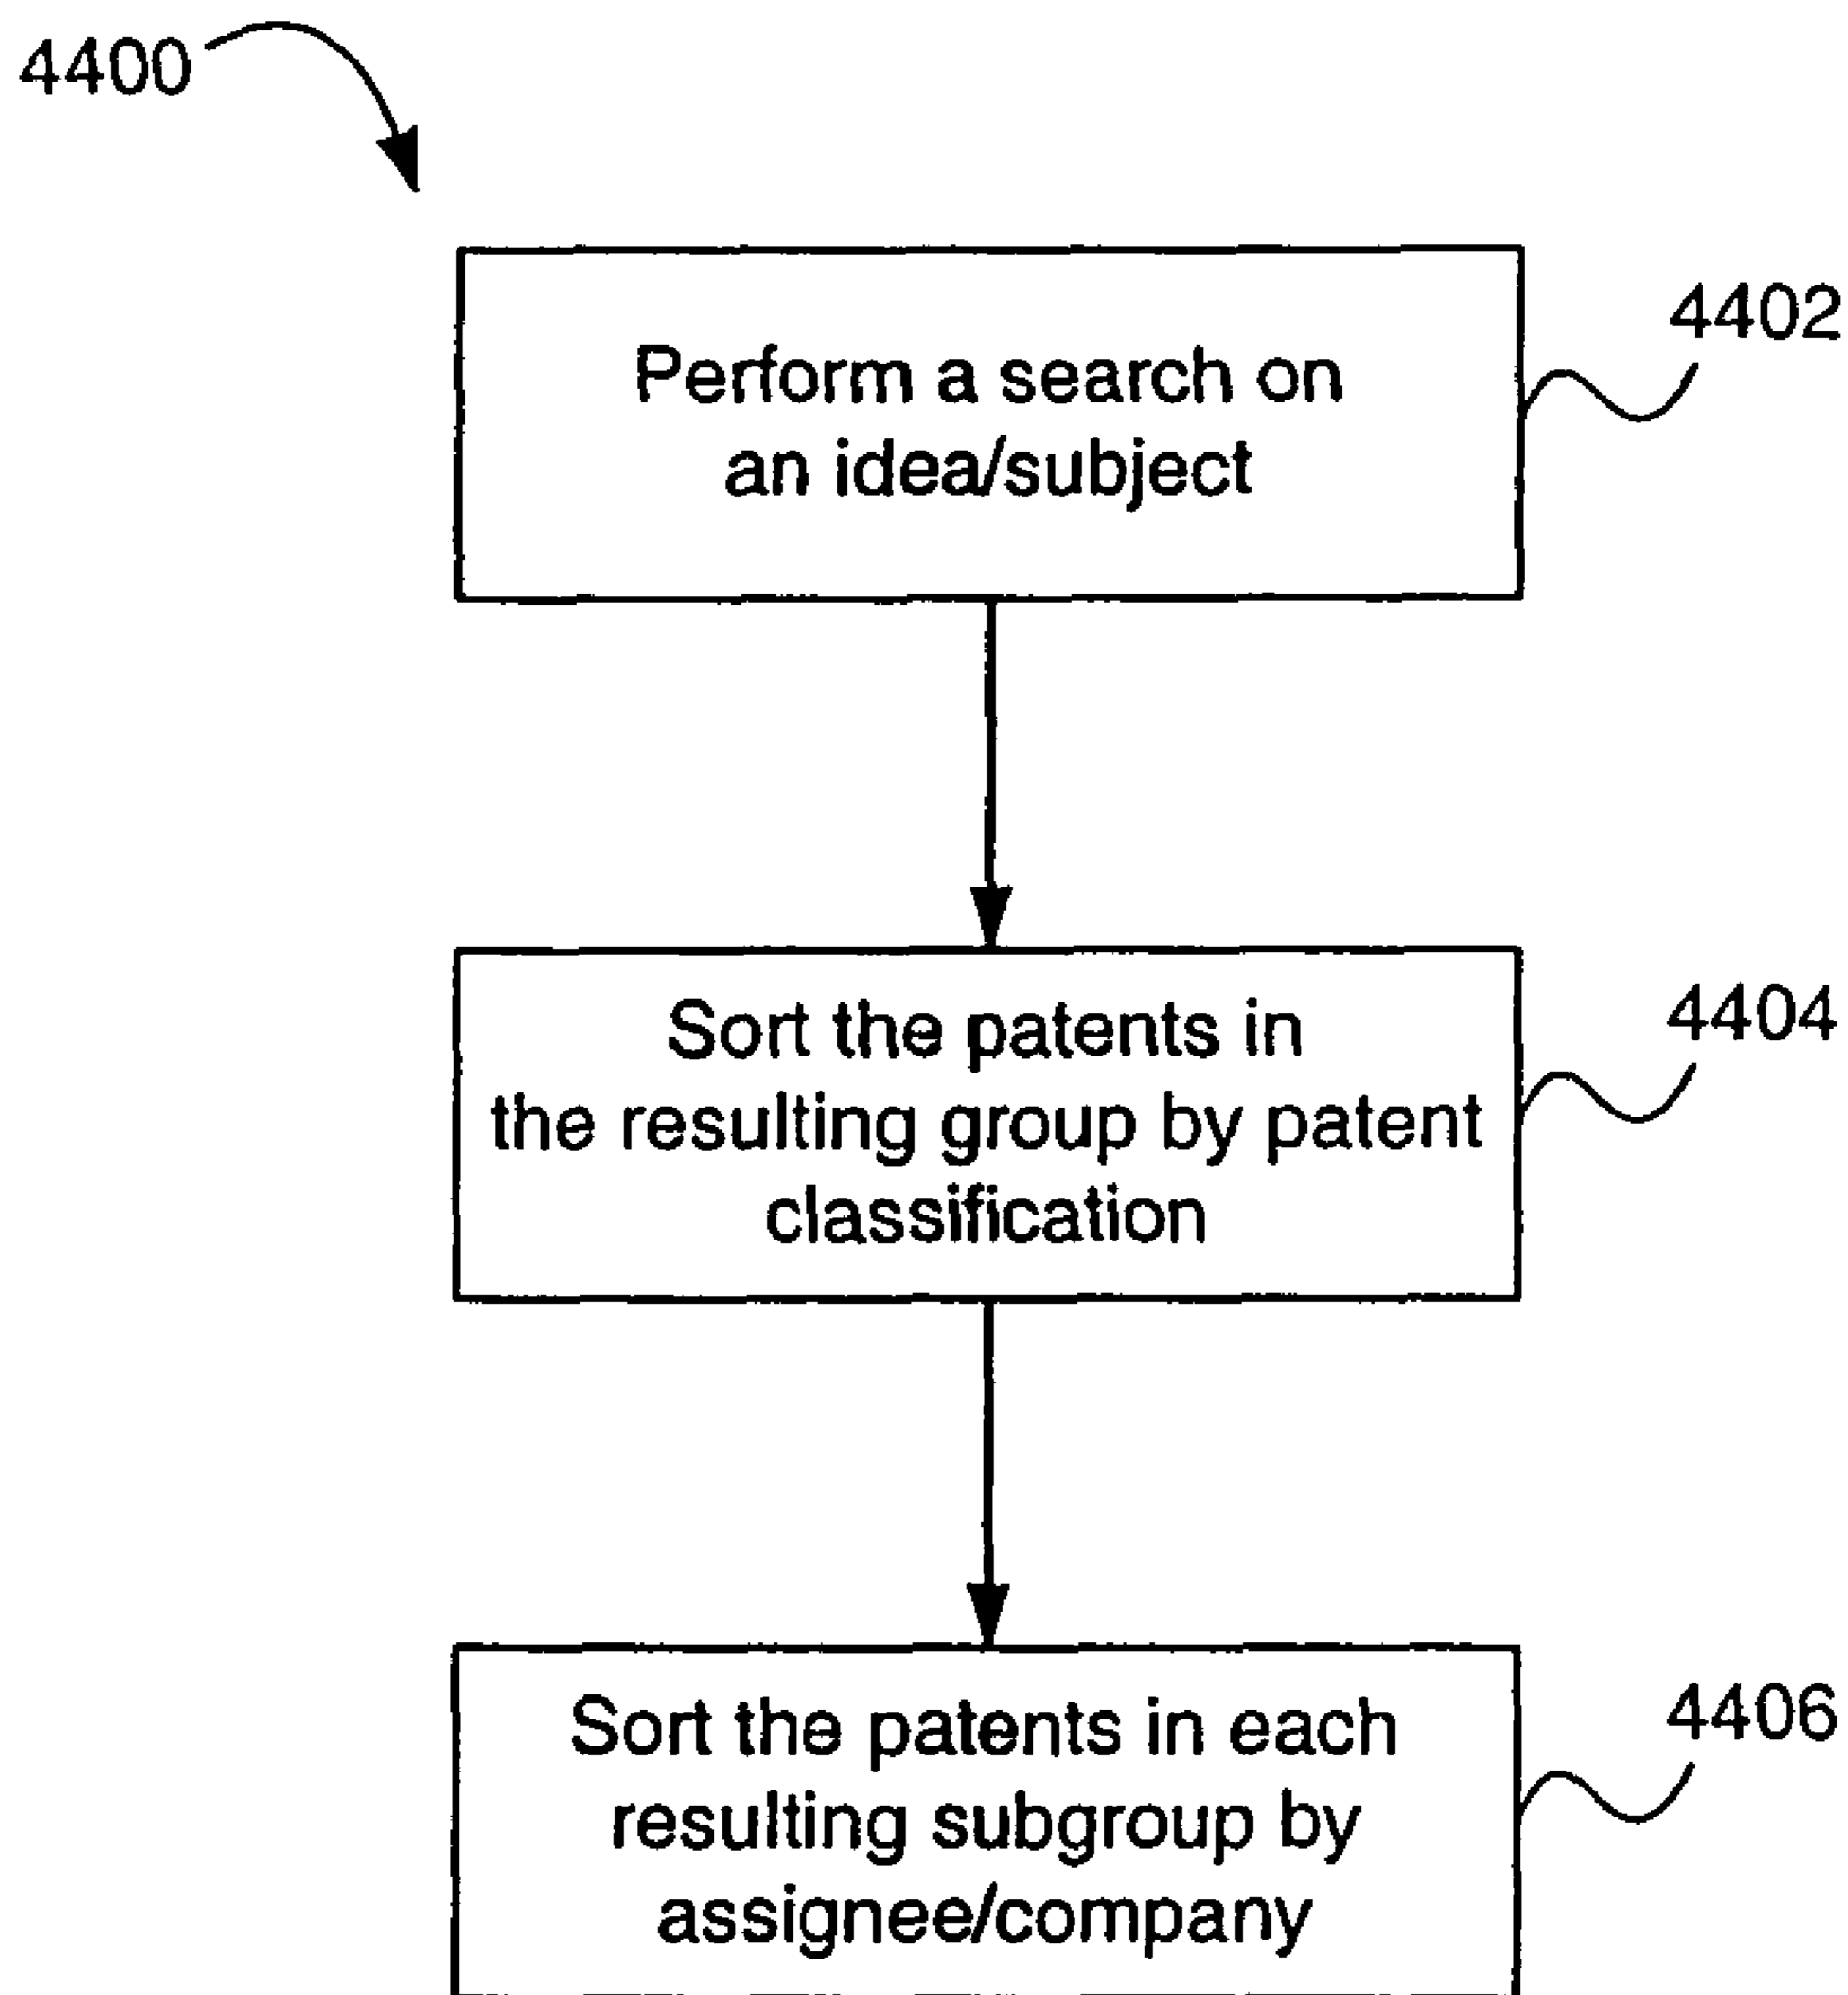 4400
4402
Perform a search on
an idea/subject
4404
Sort the patents in
the resulting group by patent
classification
4406
Sort the patents in each
resulting subgroup by
assignee/company